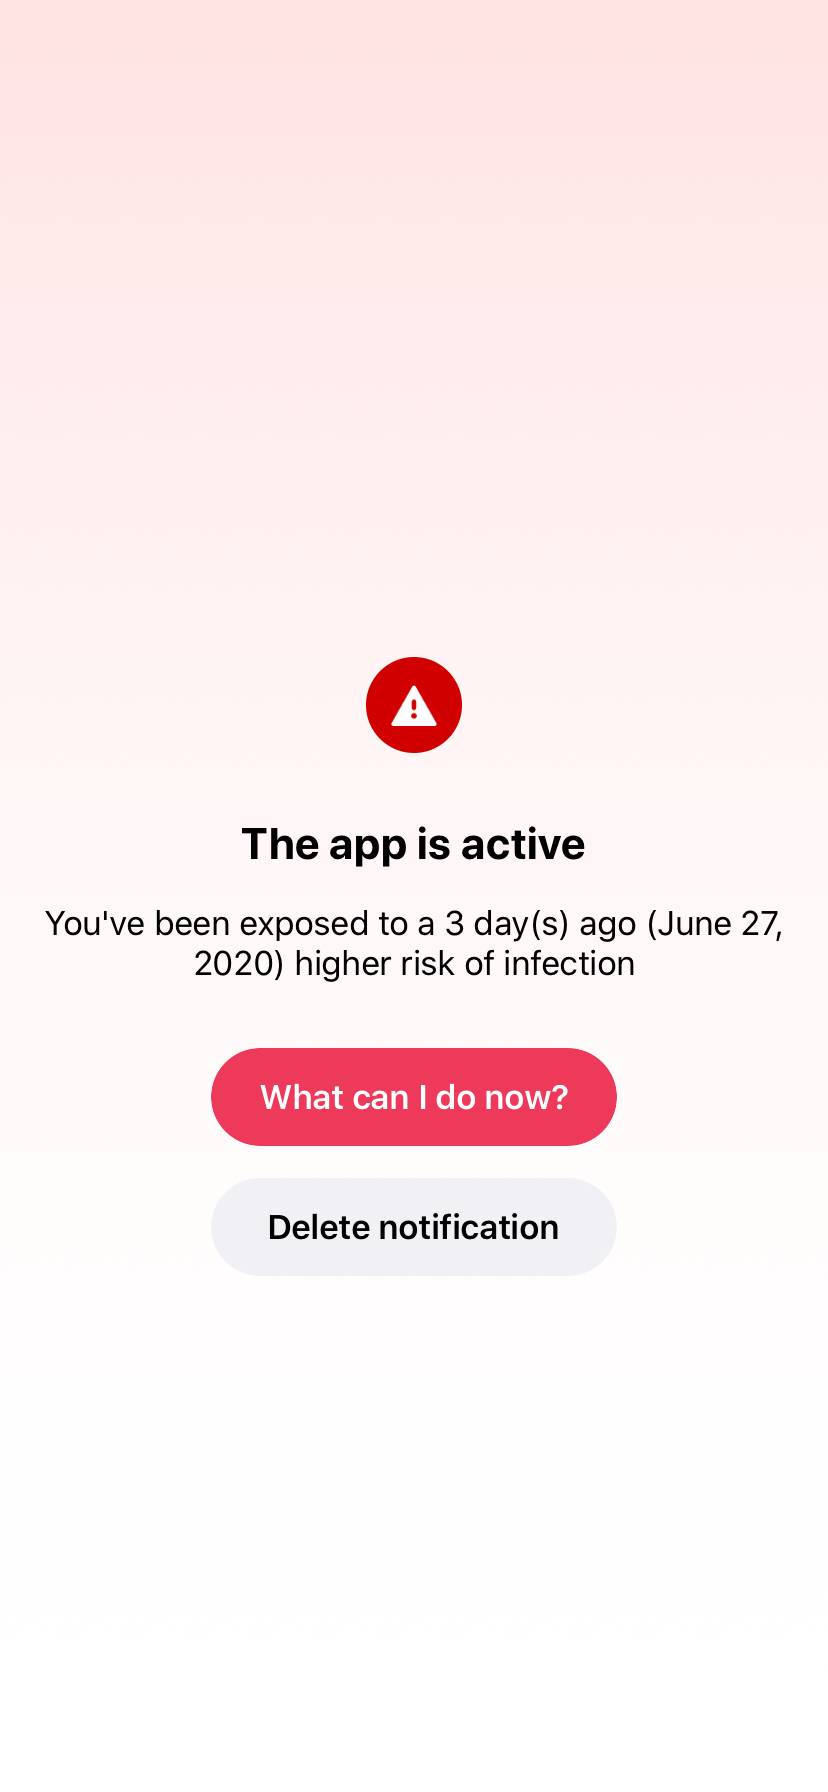 The app is active
You've been exposed to a 3 day(s) ago (June 27,
2020) higher risk of infection
What can I do now?
Delete notification